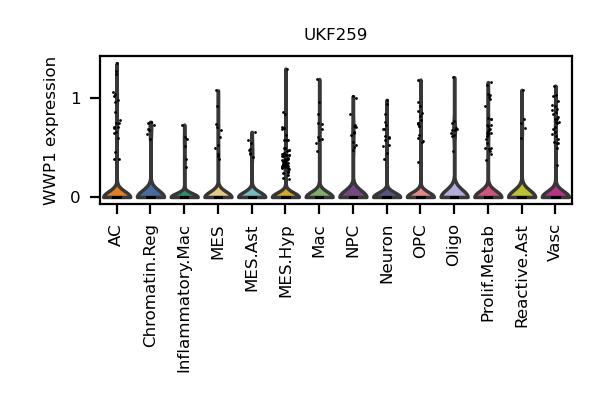 UKF259
WWP1 expression
1
0
AC
Chromatin.Reg
Inflammatory.Mac
MES
MES.Ast
MES.Hyp
Mac
NPC
Neuron
OPC
Oligo
Prolif.Metab
Reactive.Ast
Vasc